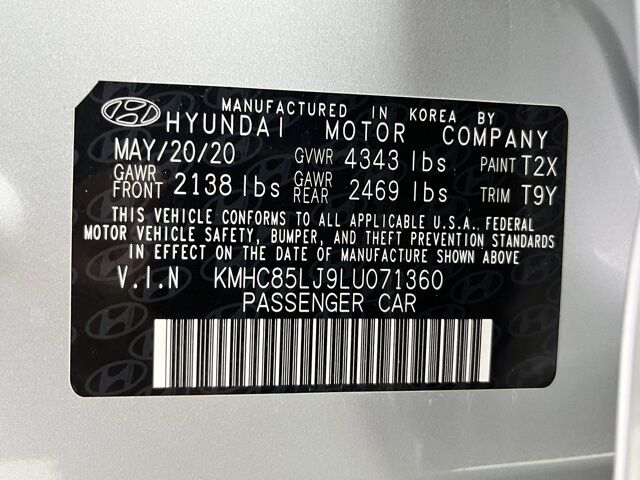 MANUFACTURED IN KOREA BY
HYUNDAI MOTOR COMPANY
MAY/20/20 GVWR 4343 lbs PAINT T2X
GAWR FRONT 2138 lbs GAWR REAR 2469 lbs TRIM T9Y
THIS VEHICLE CONFORMS TO ALL APPLICABLE U.S.A. FEDERAL
MOTOR VEHICLE SAFETY, BUMPER, AND THEFT PREVENTION STANDARDS
IN EFFECT ON THE DATE OF MANUFACTURE SHOWN ABOVE
V.I.N KMHC85LJ9LU071360
PASSENGER CAR